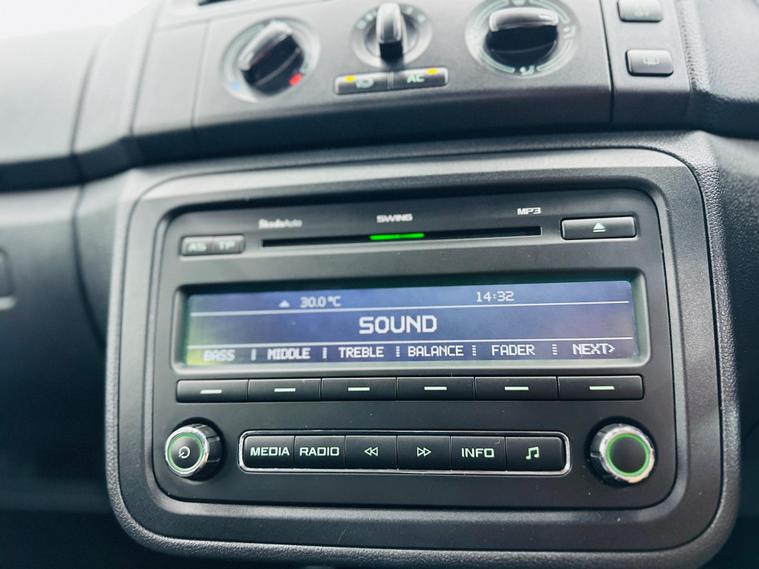 AC
ŠkodaAuto
SWING
MP3
AS TP
30.0°C
14:32
SOUND
BASS MIDDLE TREBLE BALANCE FADER NEXT>
MEDIA RADIO INFO